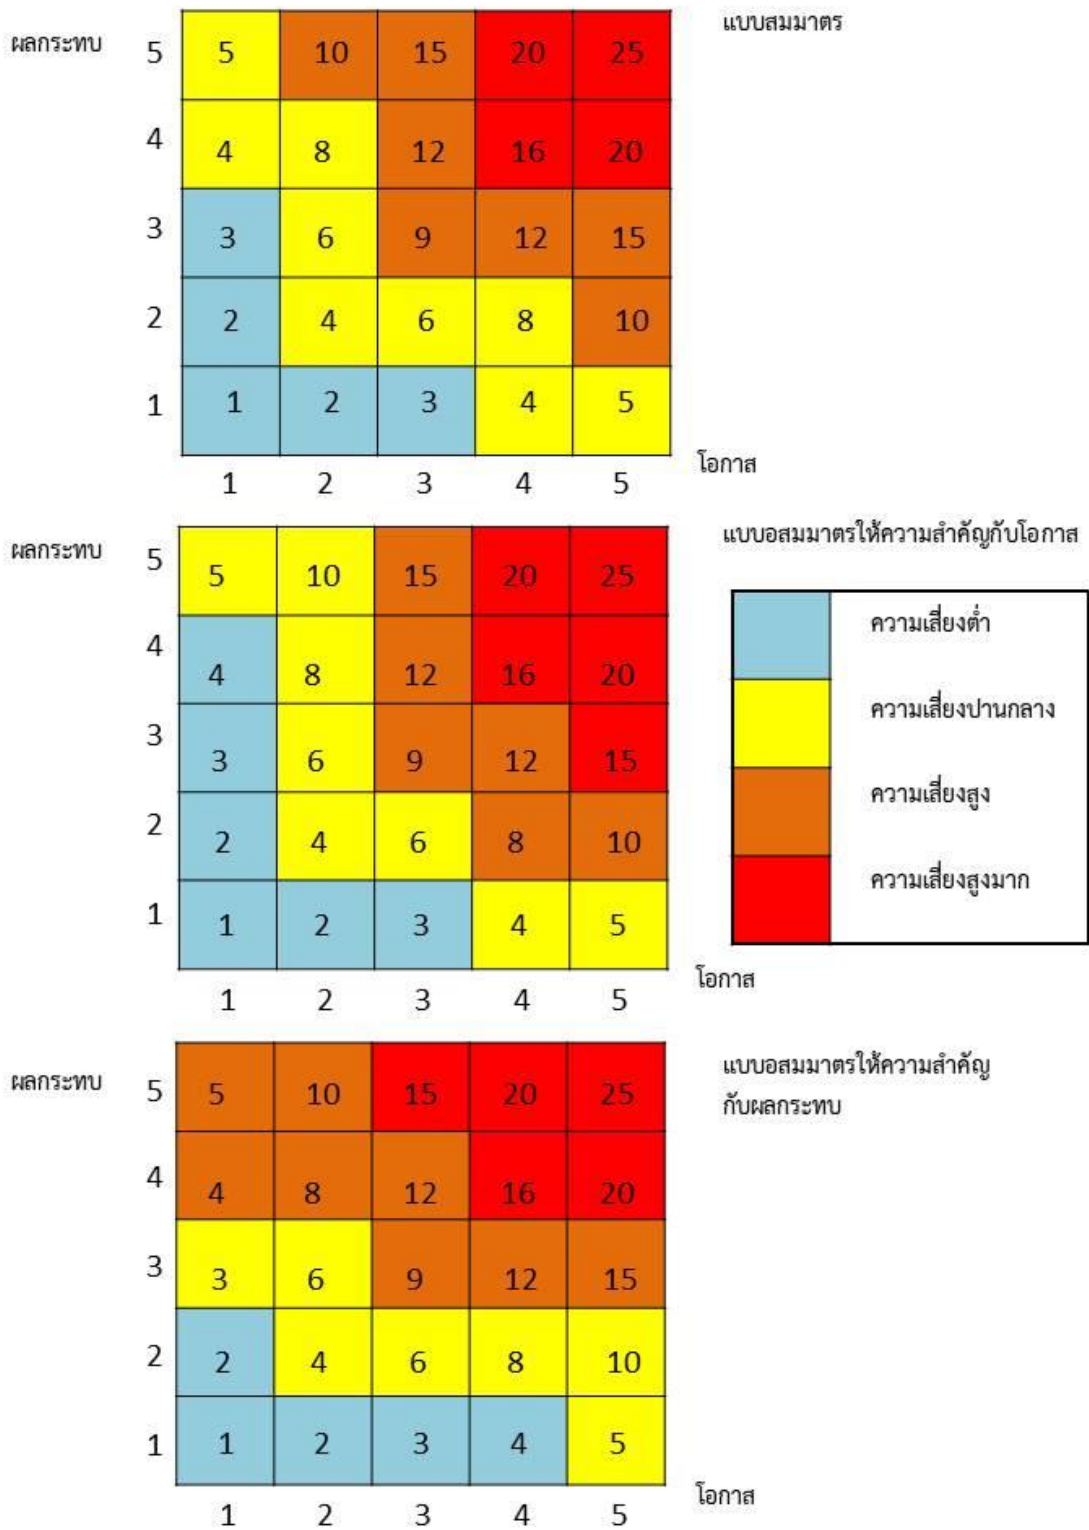 แบบสมมาตร
ผลกระทบ
5 5 10 15 20 25
4 4 8 12 16 20
3 3 6 9 12 15
2 2 4 6 8 10
1 1 2 3 4 5
โอกาส
1 2 3 4 5
แบบอสมมาตรให้ความสำคัญกับโอกาส
ผลกระทบ
5 5 10 15 20 25
4 4 8 12 16 20
3 3 6 9 12 15
2 2 4 6 8 10
1 1 2 3 4 5
โอกาส
1 2 3 4 5
ความเสี่ยงต่ำ
ความเสี่ยงปานกลาง
ความเสี่ยงสูง
ความเสี่ยงสูงมาก
แบบอสมมาตรให้ความสำคัญ
กับผลกระทบ
ผลกระทบ
5 5 10 15 20 25
4 4 8 12 16 20
3 3 6 9 12 15
2 2 4 6 8 10
1 1 2 3 4 5
โอกาส
1 2 3 4 5